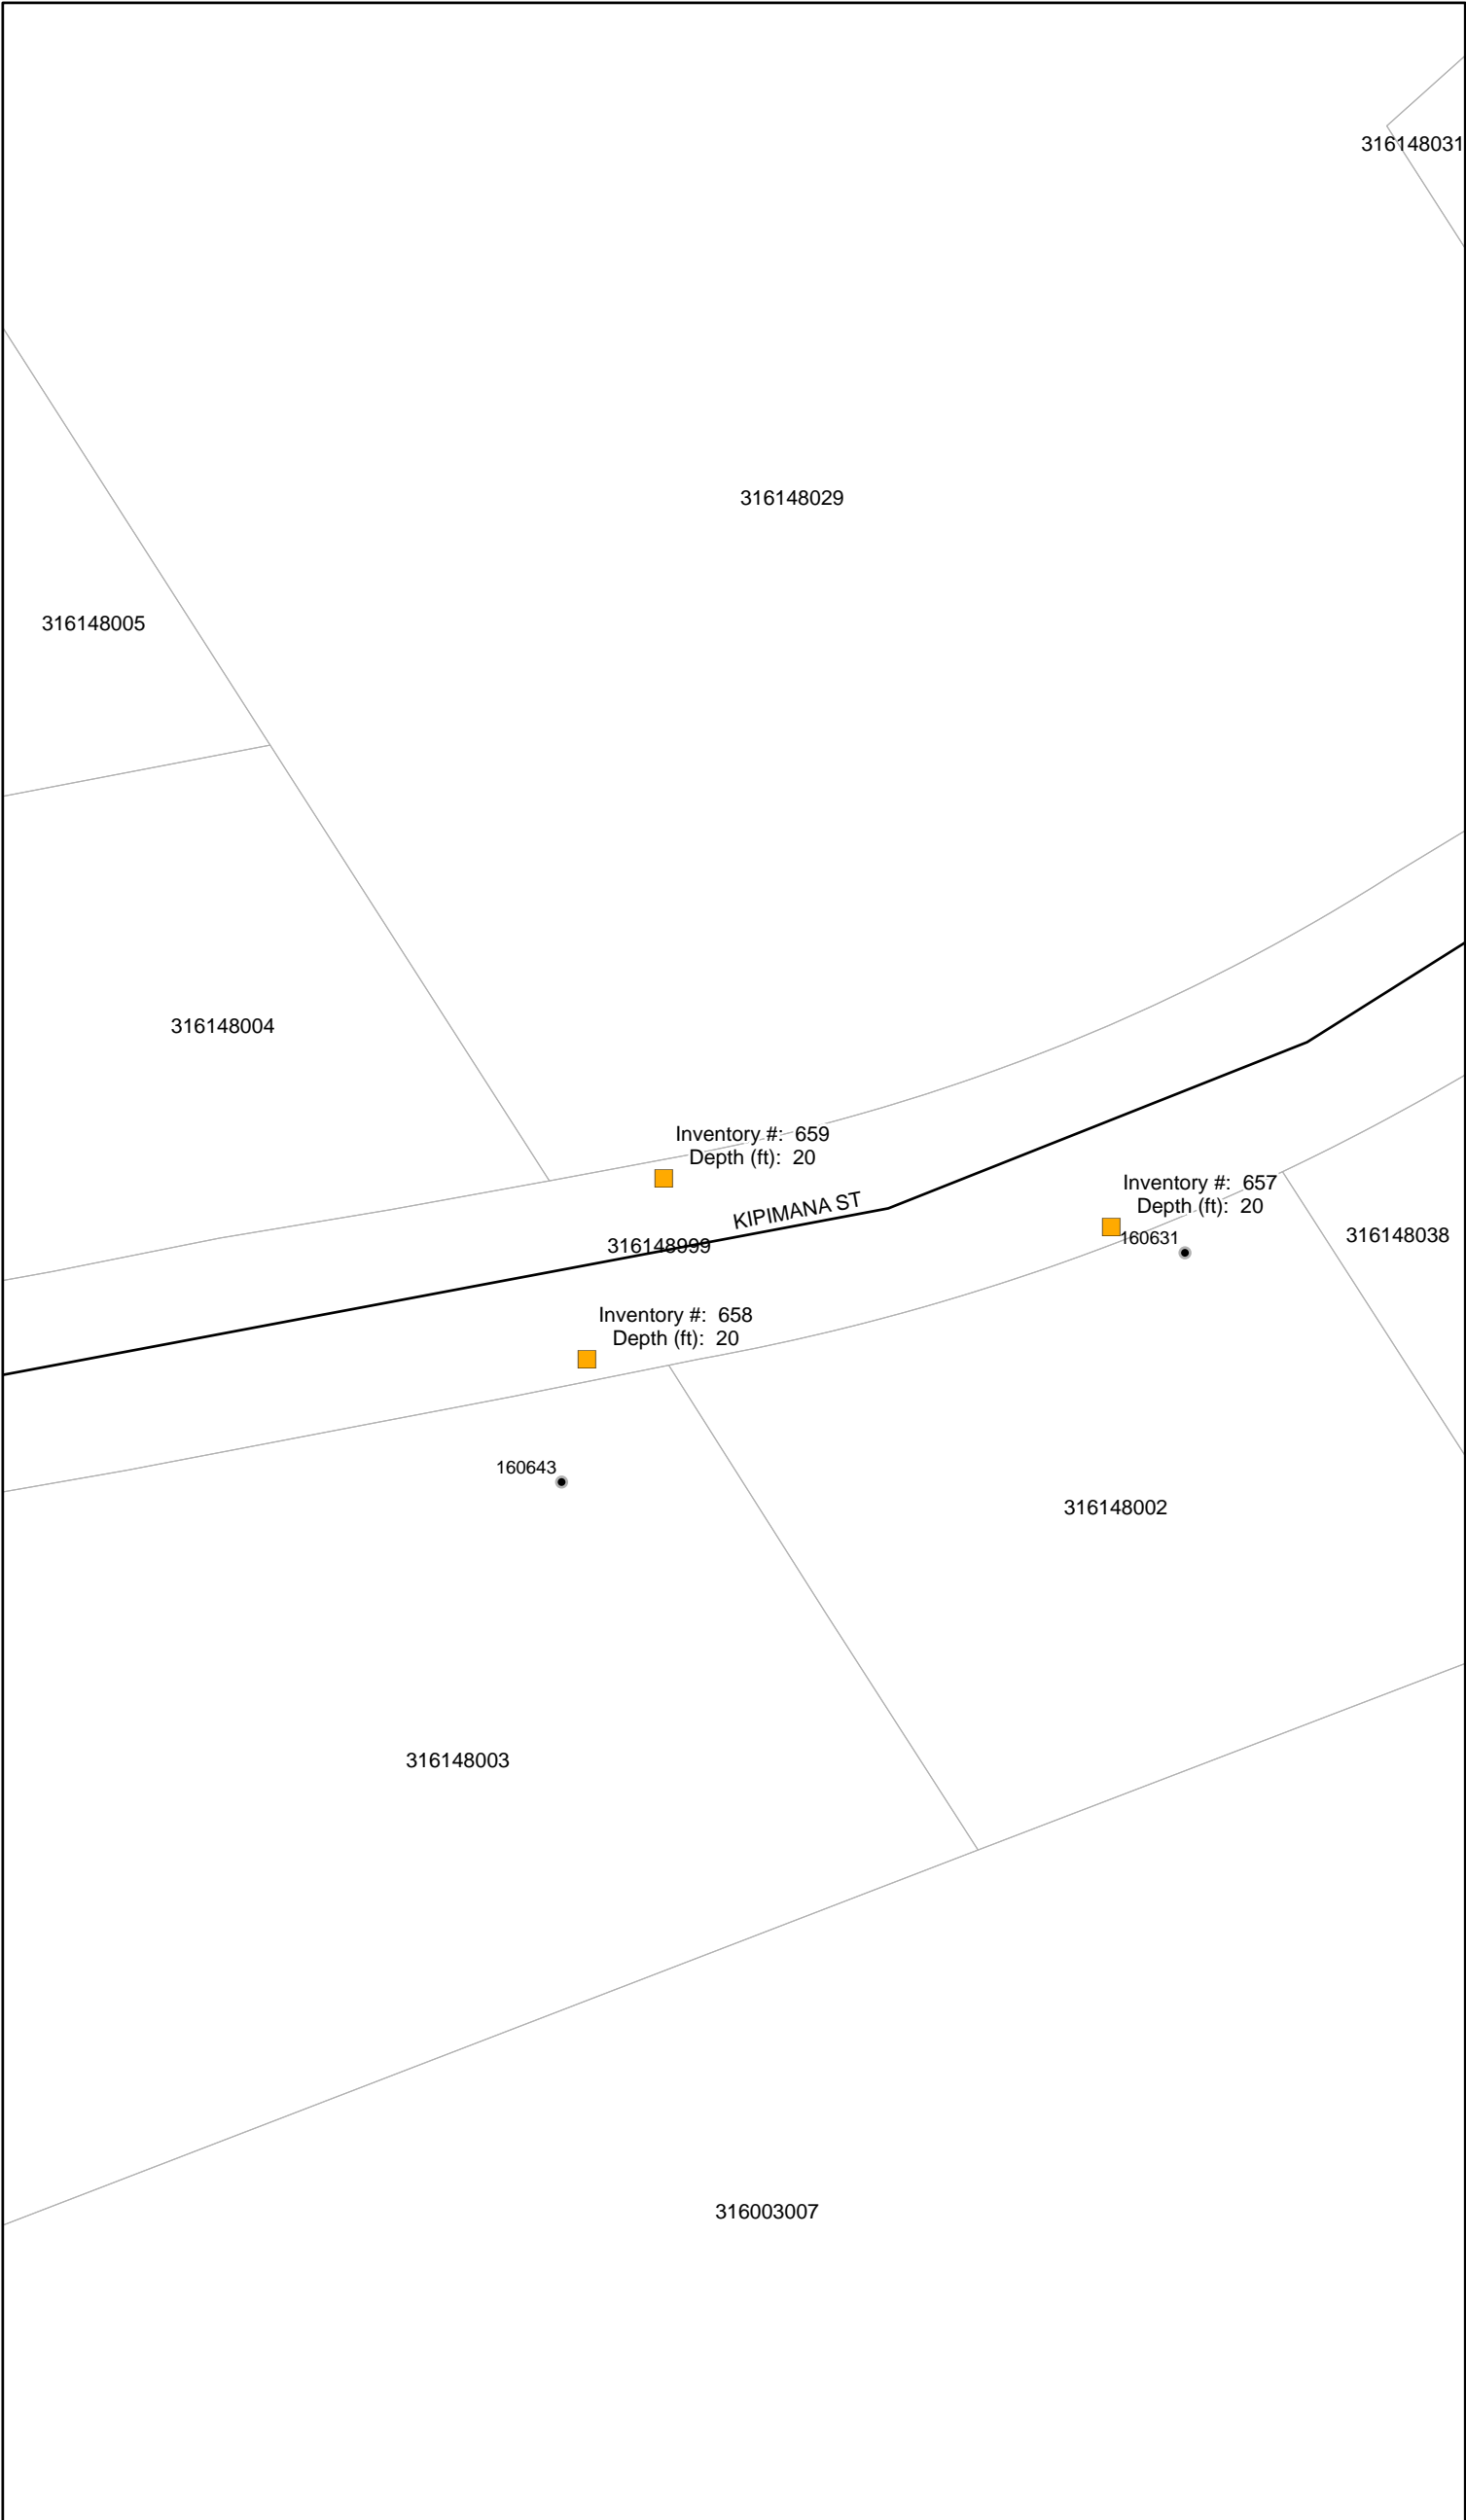 316148031
316148029
316148005
316148004
Inventory #: 659
Depth (ft): 20
Inventory #: 657
Depth (ft): 20
KIPIMANA ST
160631
316148038
316148999
Inventory #: 658
Depth (ft): 20
160643
316148002
316148003
316003007